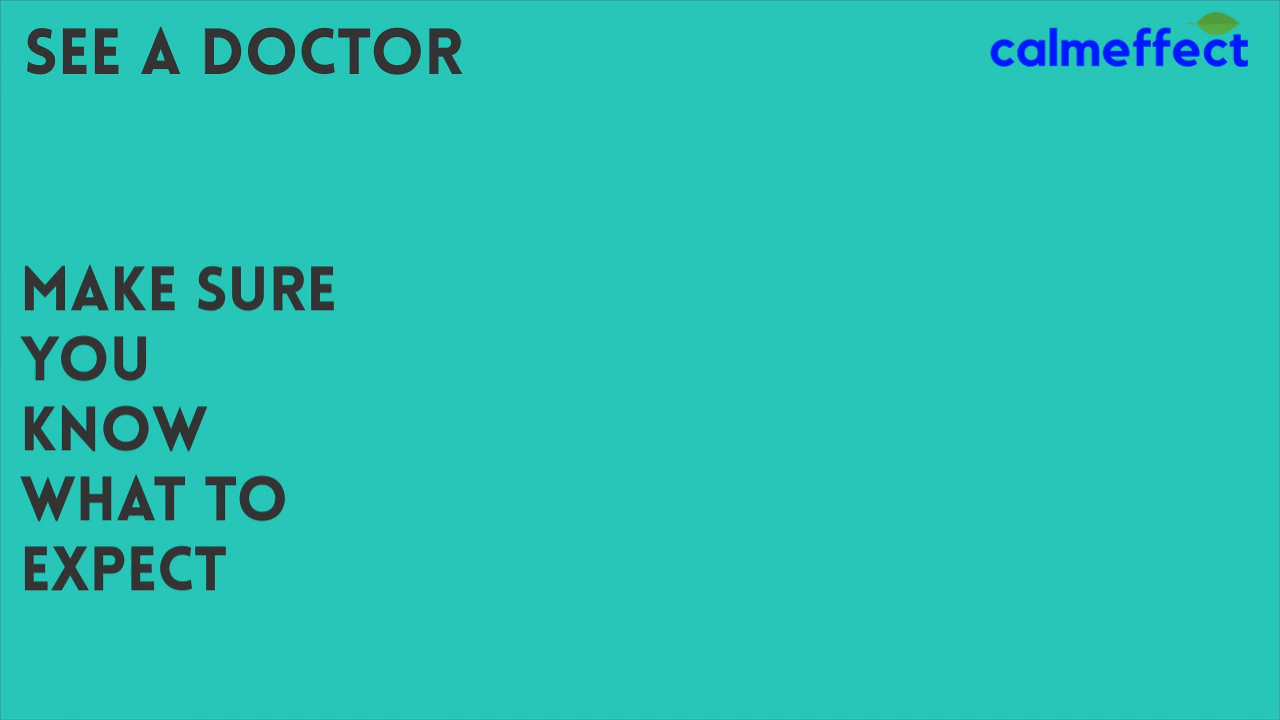 SEE A DOCTOR
calmeffect
MAKE SURE
YOU
KNOW
WHAT TO
EXPECT